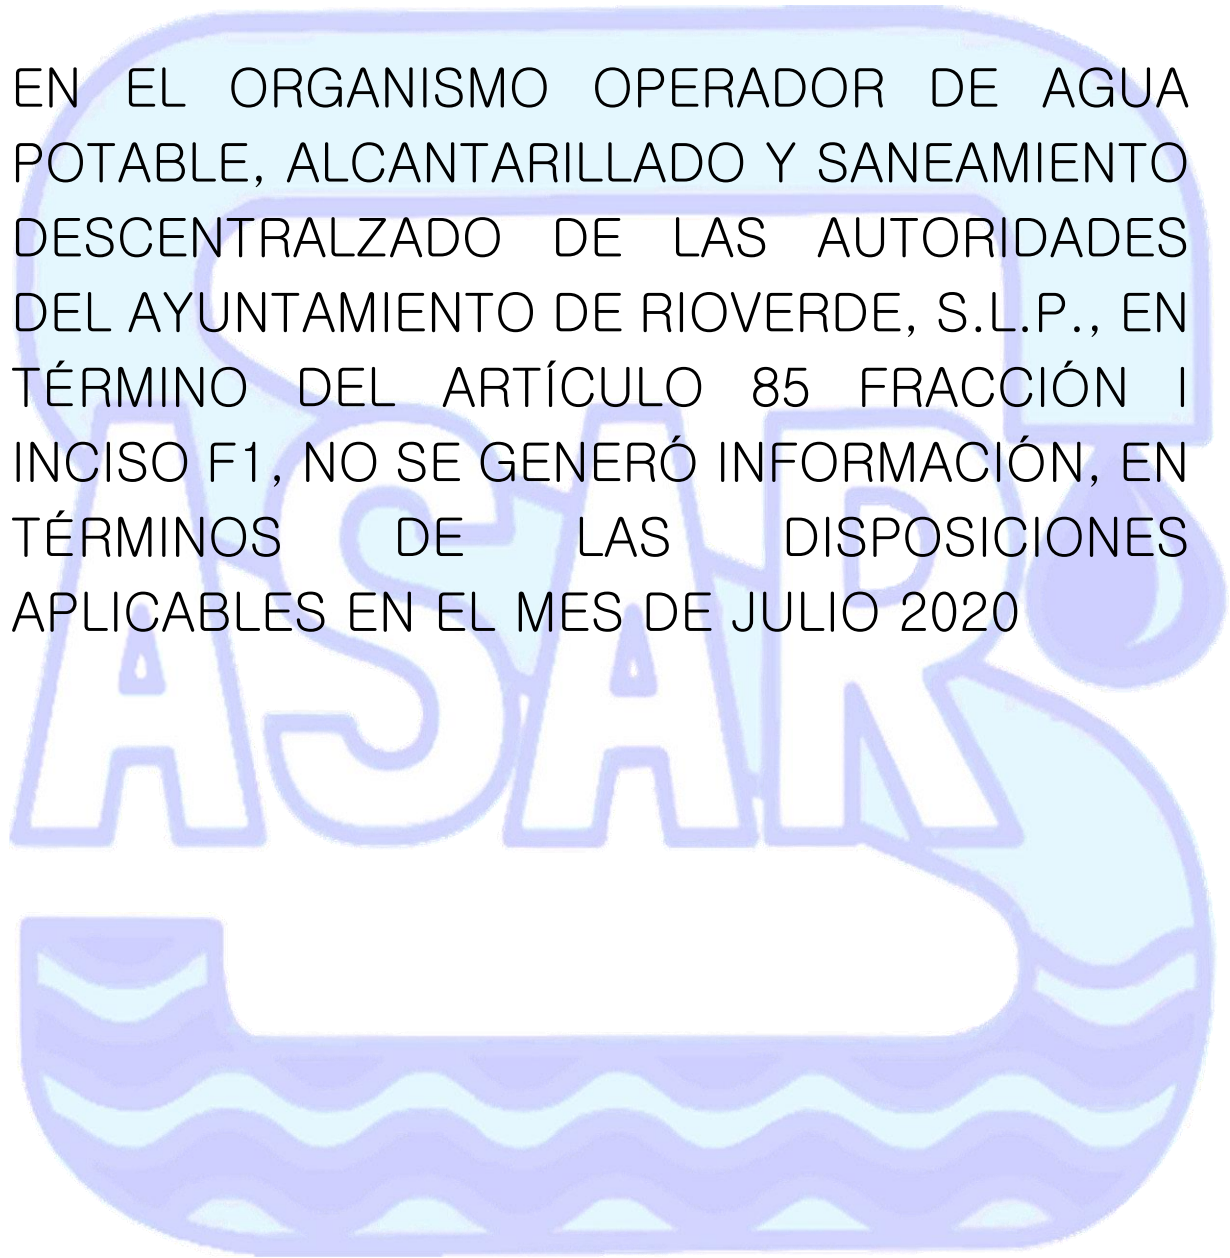 EN EL ORGANISMO OPERADOR DE AGUA
POTABLE, ALCANTARILLADO Y SANEAMIENTO
DESCENTRALZADO DE LAS AUTORIDADES
DEL AYUNTAMIENTO DE RIOVERDE, S.L.P., EN
TÉRMINO DEL ARTÍCULO 85 FRACCIÓN I
INCISO F1, NO SE GENERÓ INFORMACIÓN, EN
TÉRMINOS DE LAS DISPOSICIONES
APLICABLES EN EL MES DE JULIO 2020
SASAR